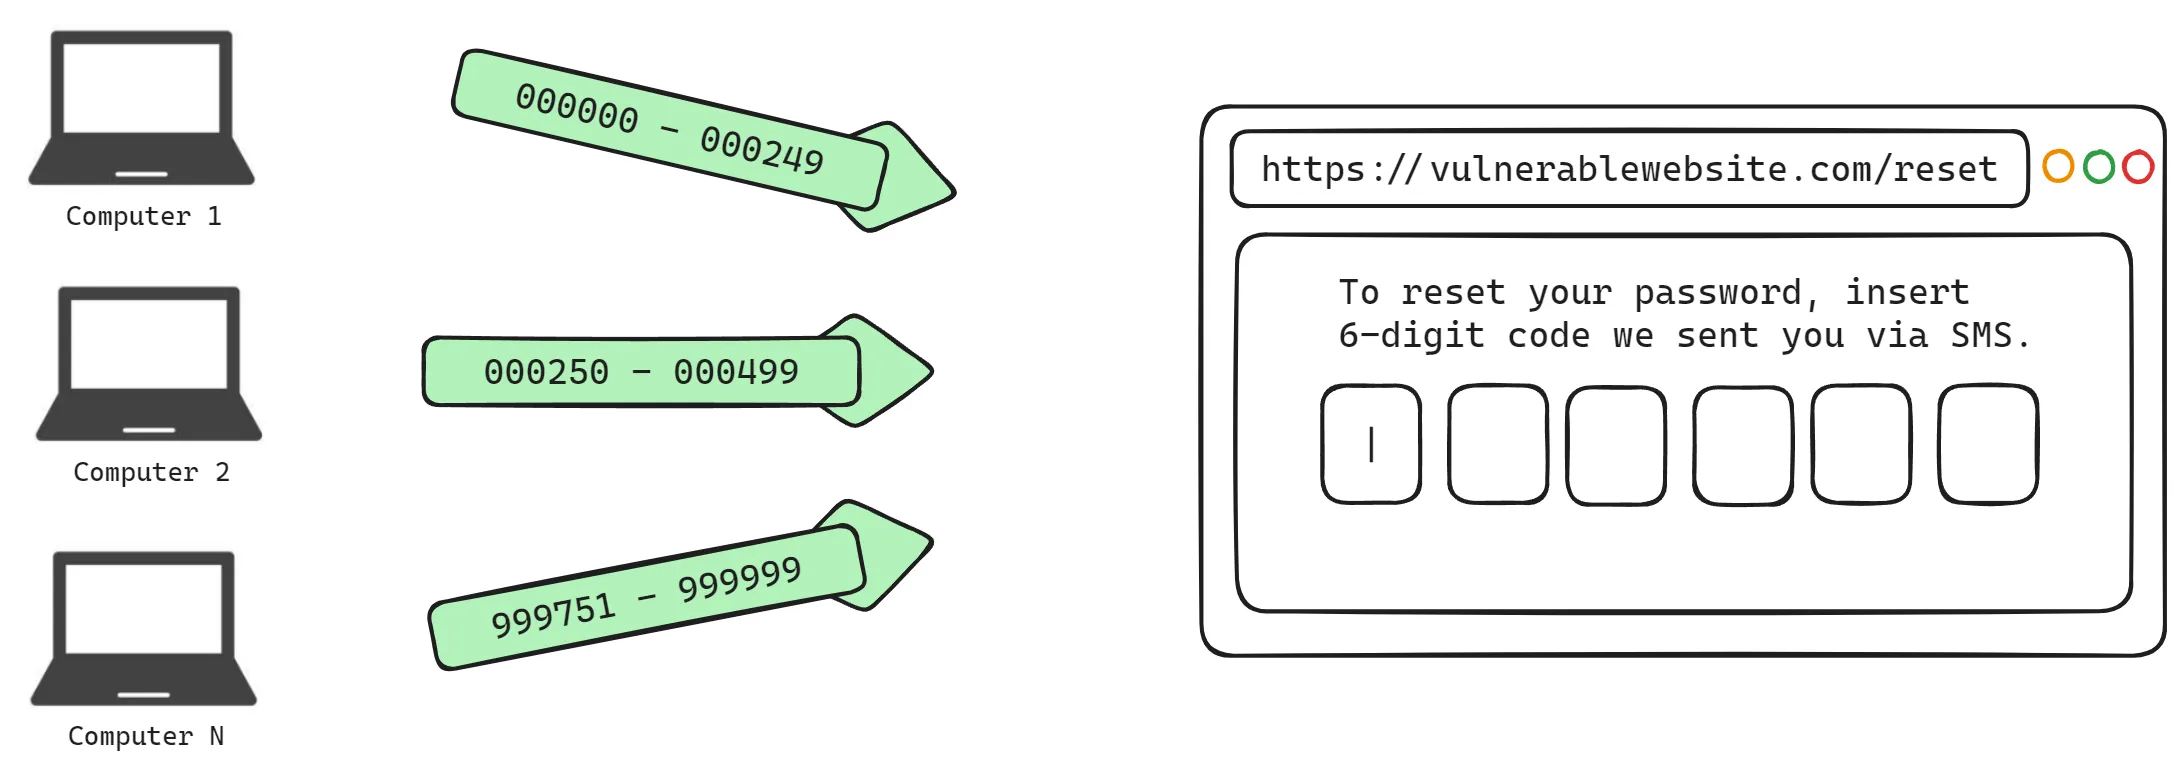 Computer 1
000000 - 000249
Computer 2
000250 - 000499
Computer N
999751 - 999999
https://vulnerablewebsite.com/reset
To reset your password, insert
6-digit code we sent you via SMS.